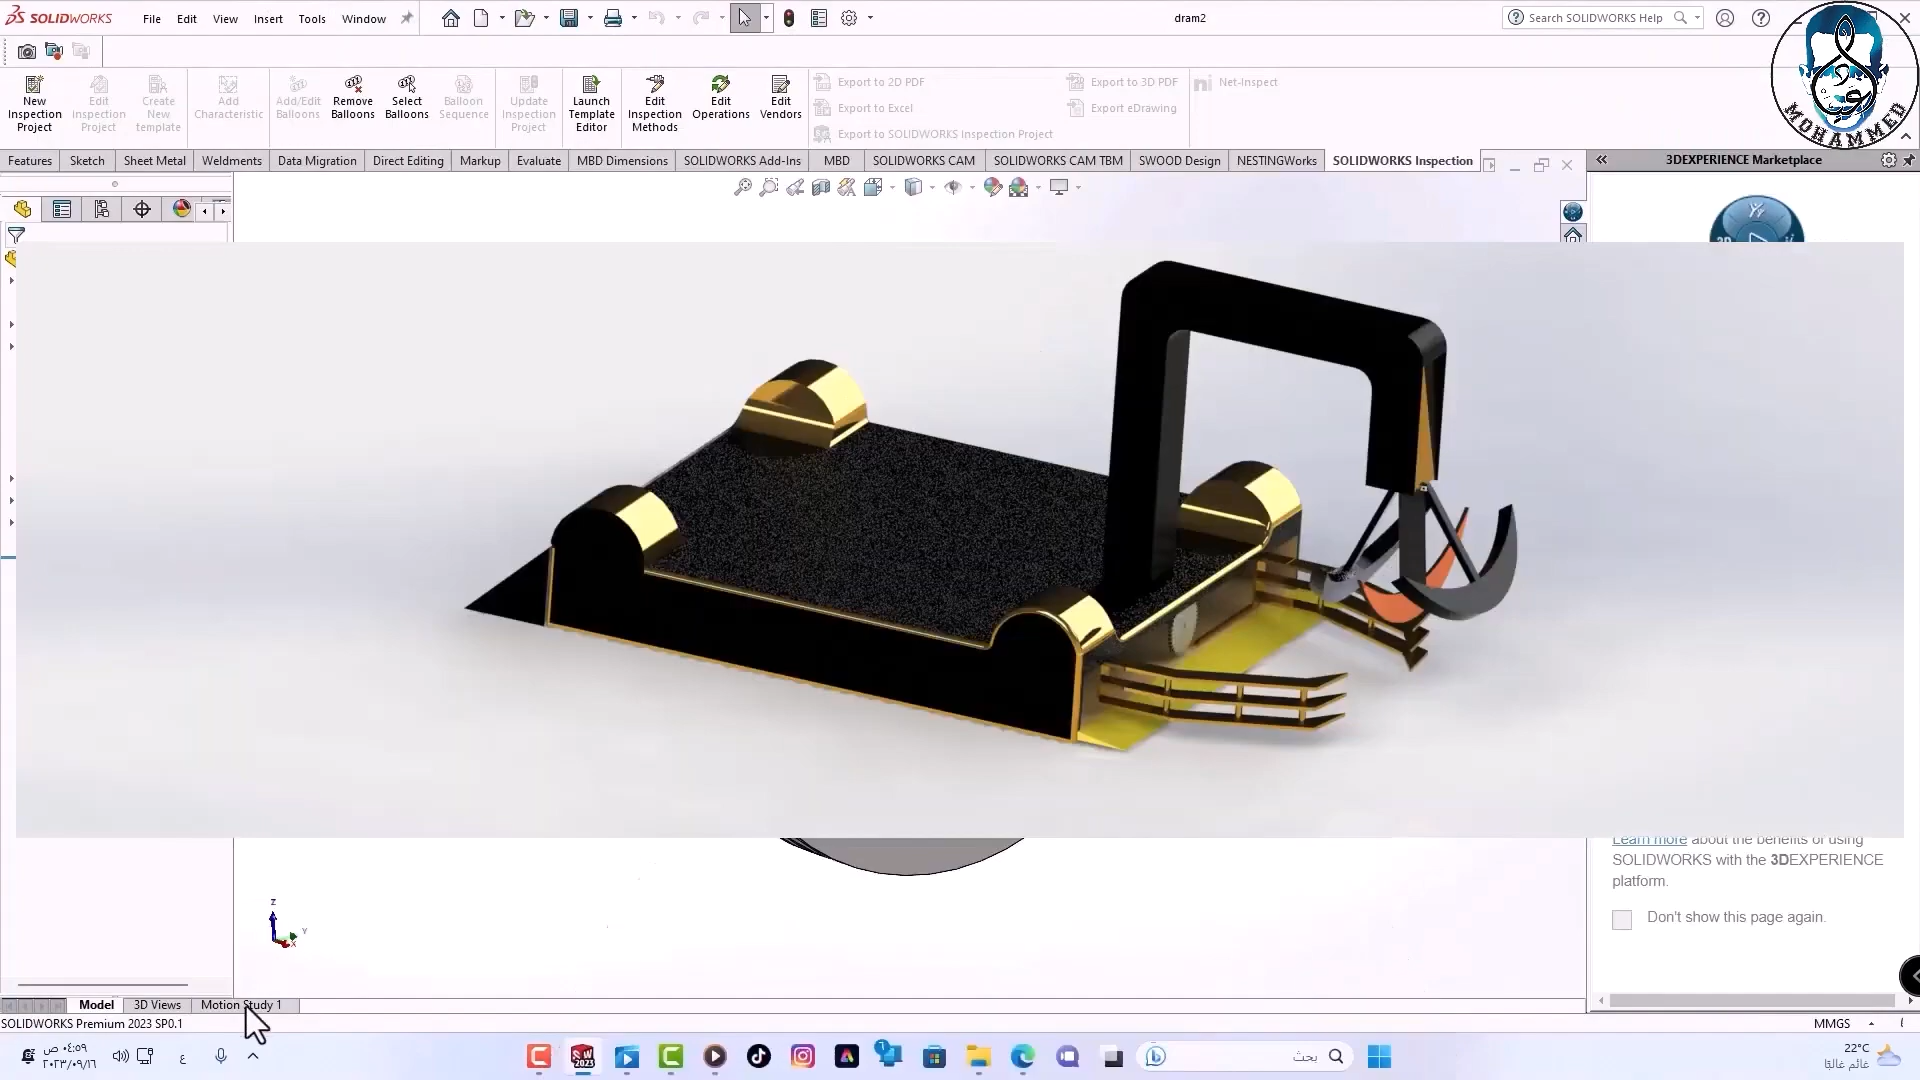 SOLIDWORKS
File Edit View Insert Tools Window
dram2
Search SOLIDWORKS Help
MOHAMMED
New Inspection Project
Edit Inspection Project
Create New template
Add Characteristic
Add/Edit Balloons
Remove Balloons
Select Balloons
Balloon Sequence
Update Inspection Project
Launch Template Editor
Edit Inspection Methods
Edit Operations
Edit Vendors
Export to 2D PDF
Export to Excel
Export to SOLIDWORKS Inspection Project
Export to 3D PDF
Export eDrawing
Net-Inspect
Features Sketch Sheet Metal Weldments Data Migration Direct Editing Markup Evaluate MBD Dimensions SOLIDWORKS Add-Ins MBD SOLIDWORKS CAM SOLIDWORKS CAM TBM SWOOD Design NESTINGWorks SOLIDWORKS Inspection
3DEXPERIENCE Marketplace
Learn more about the benefits of using
SOLIDWORKS with the 3DEXPERIENCE
platform.
Don't show this page again.
Z
Y
X
Model 3D Views Motion Study 1
SOLIDWORKS Premium 2023 SP0.1
MMGS
٠٤:٥٩ ص
٢٠٢٣/٠٩/١٦
ع
SW
2023
بحث
22°C
غائم غالبًا